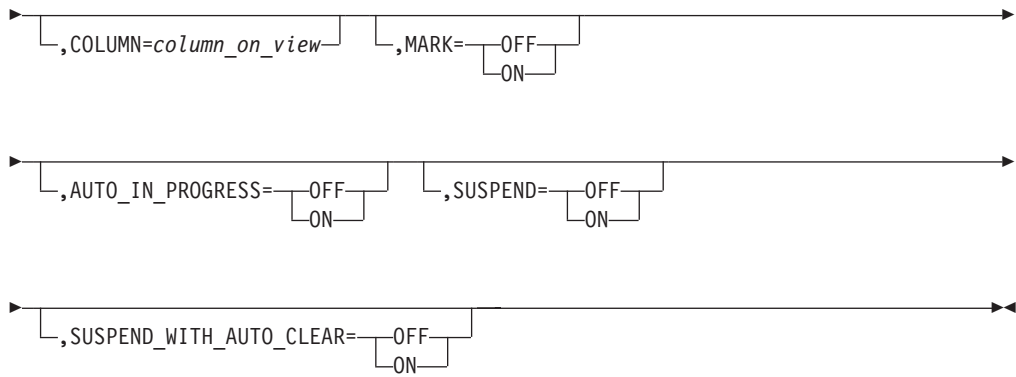 ,COLUMN=column_on_view ,MARK= OFF
ON
,AUTO_IN_PROGRESS= OFF ,SUSPEND= OFF
ON ON
,SUSPEND_WITH_AUTO_CLEAR= OFF
ON